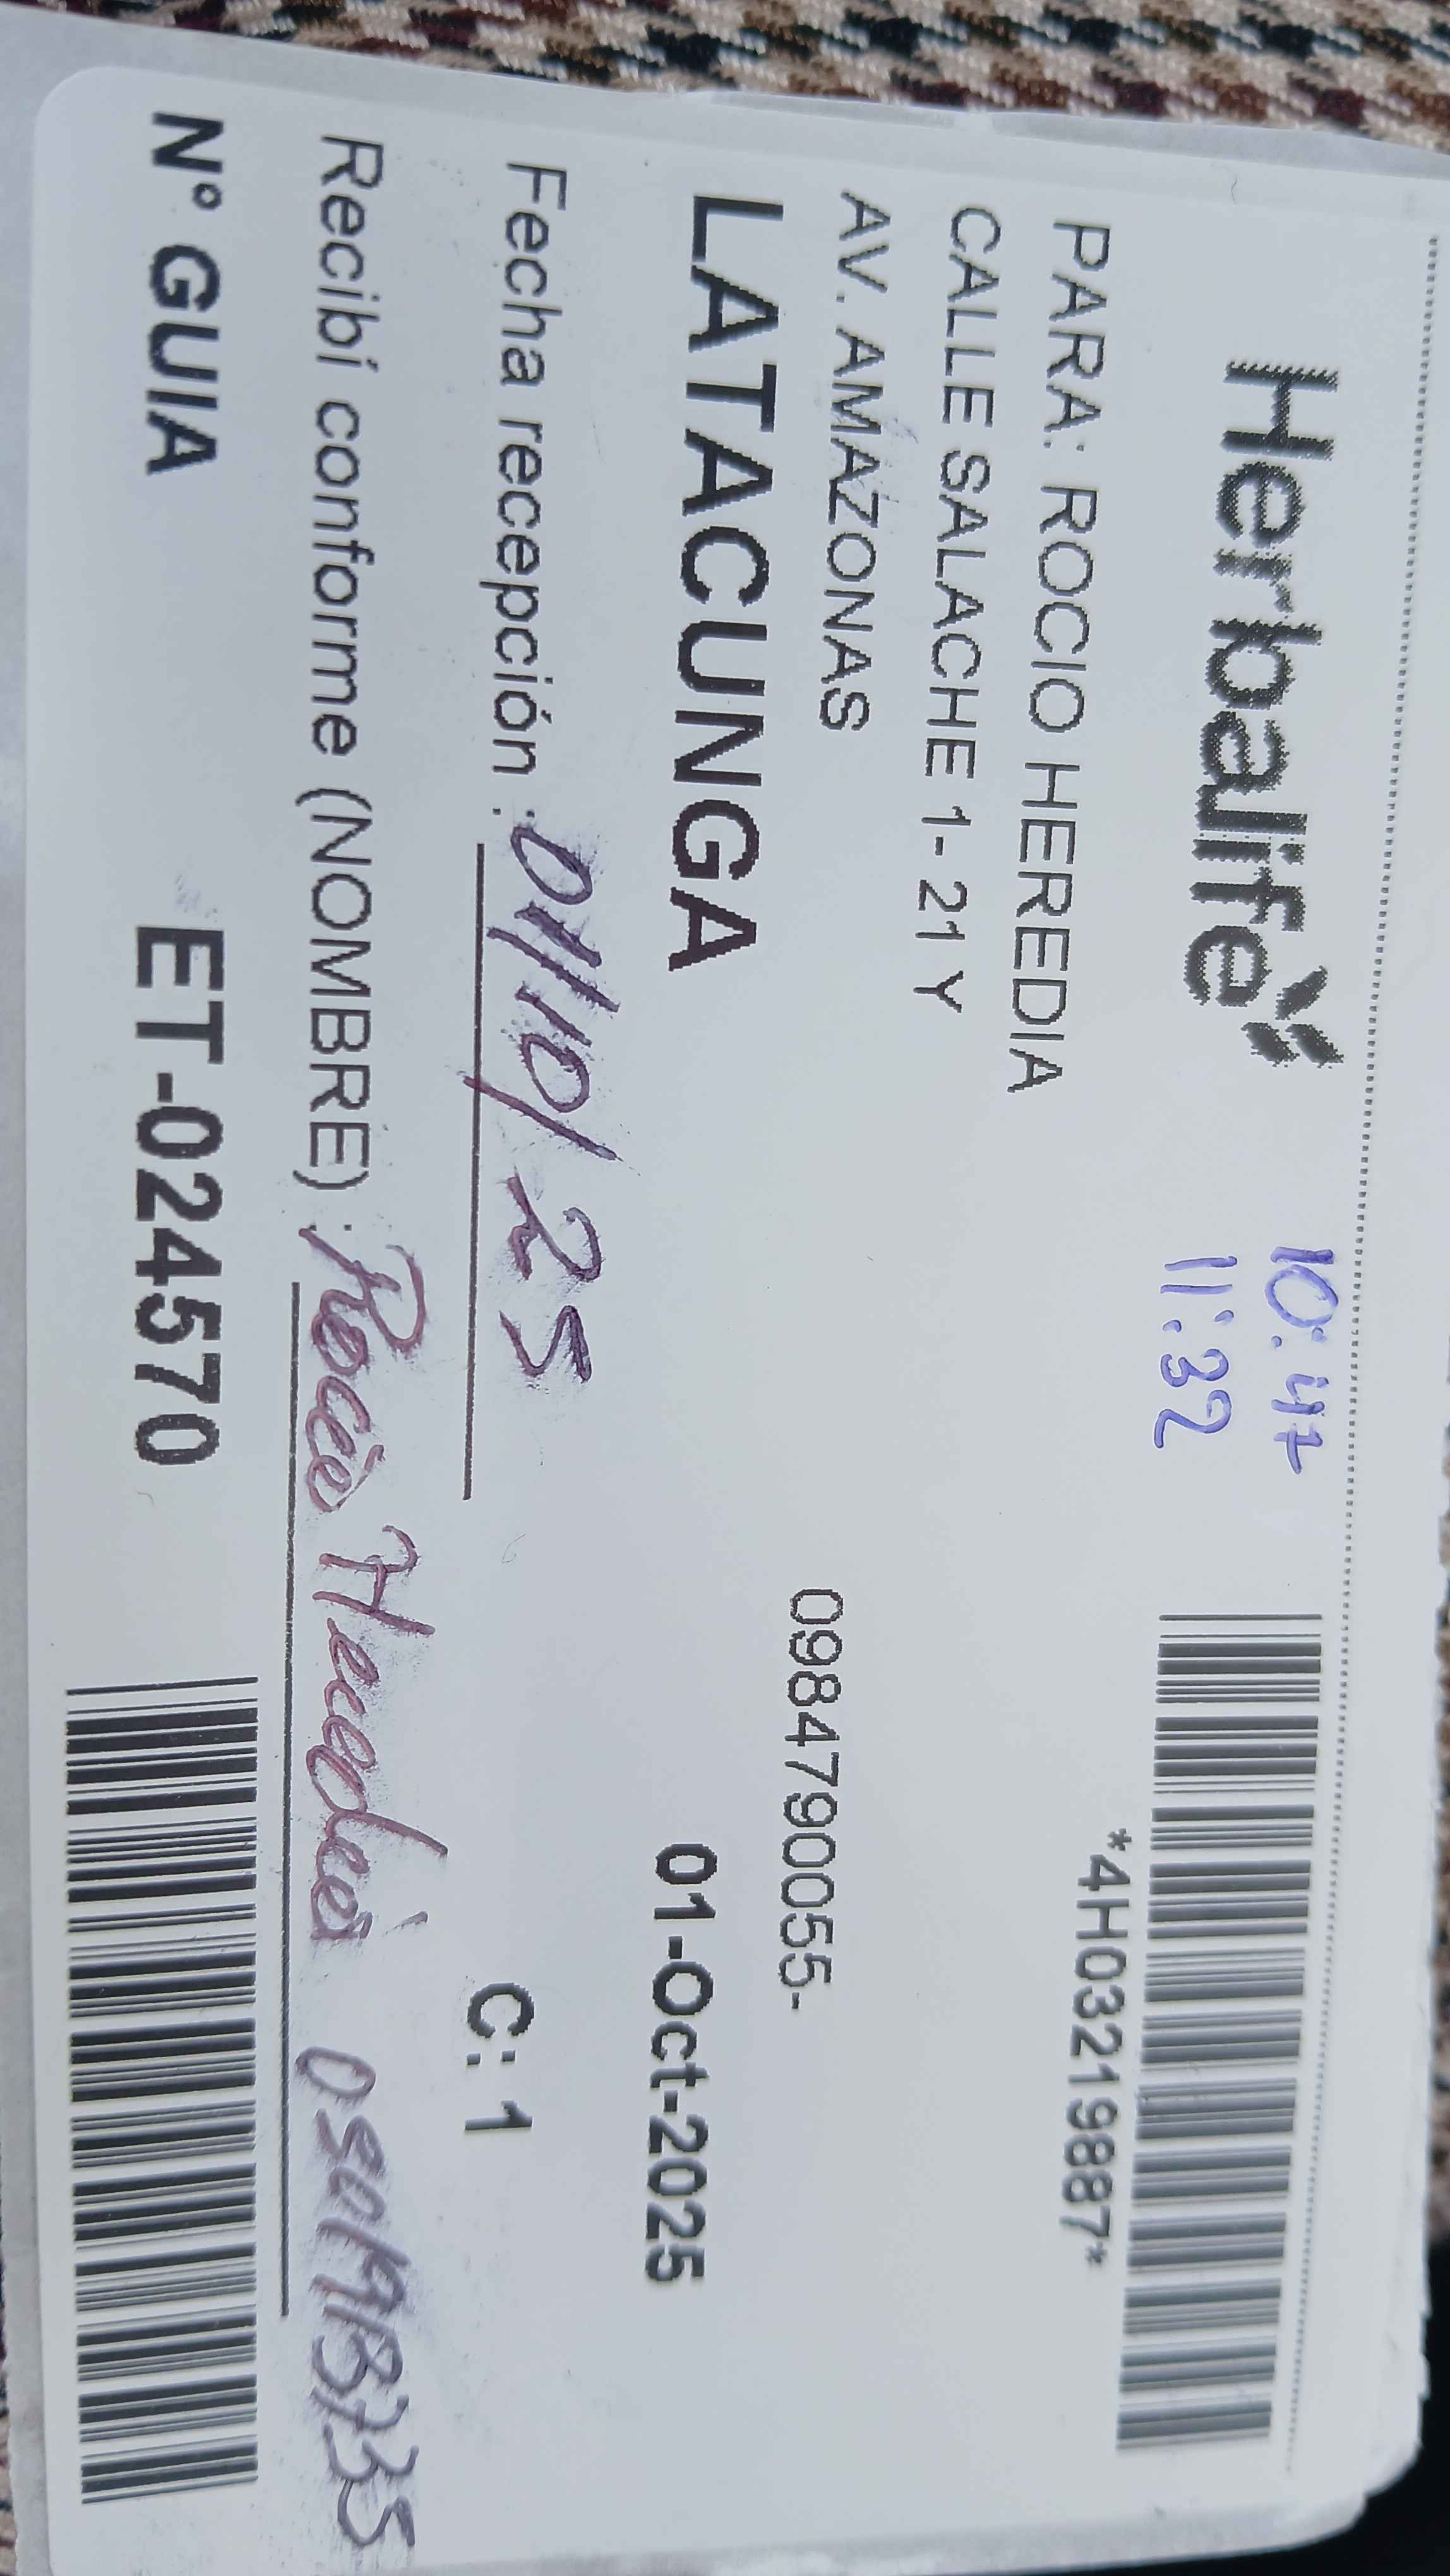 Herbalife
10:47
11:32
*4H03219887*
PARA: ROCIO HEREDIA
CALLE SALACHE 1- 21 Y
AV. AMAZONAS
0984790055-
LATACUNGA
01-Oct-2025
Fecha recepción : 01/10/25
C: 1
Recibí conforme (NOMBRE) : Rocio Heredia
N° GUIA ET-024570